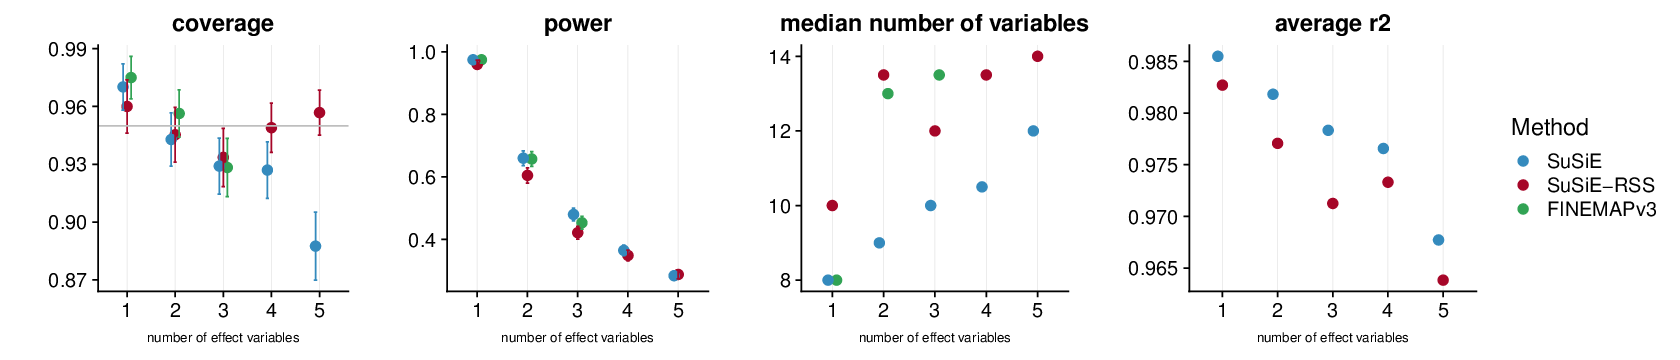 coverage
0.99
0.96
0.93
0.90
0.87
1 2 3 4 5
number of effect variables
power
1.0
0.8
0.6
0.4
1 2 3 4 5
number of effect variables
median number of variables
14
12
10
8
1 2 3 4 5
number of effect variables
average r2
0.985
0.980
0.975
0.970
0.965
1 2 3 4 5
number of effect variables
Method
SuSiE
SuSiE−RSS
FINEMAPv3